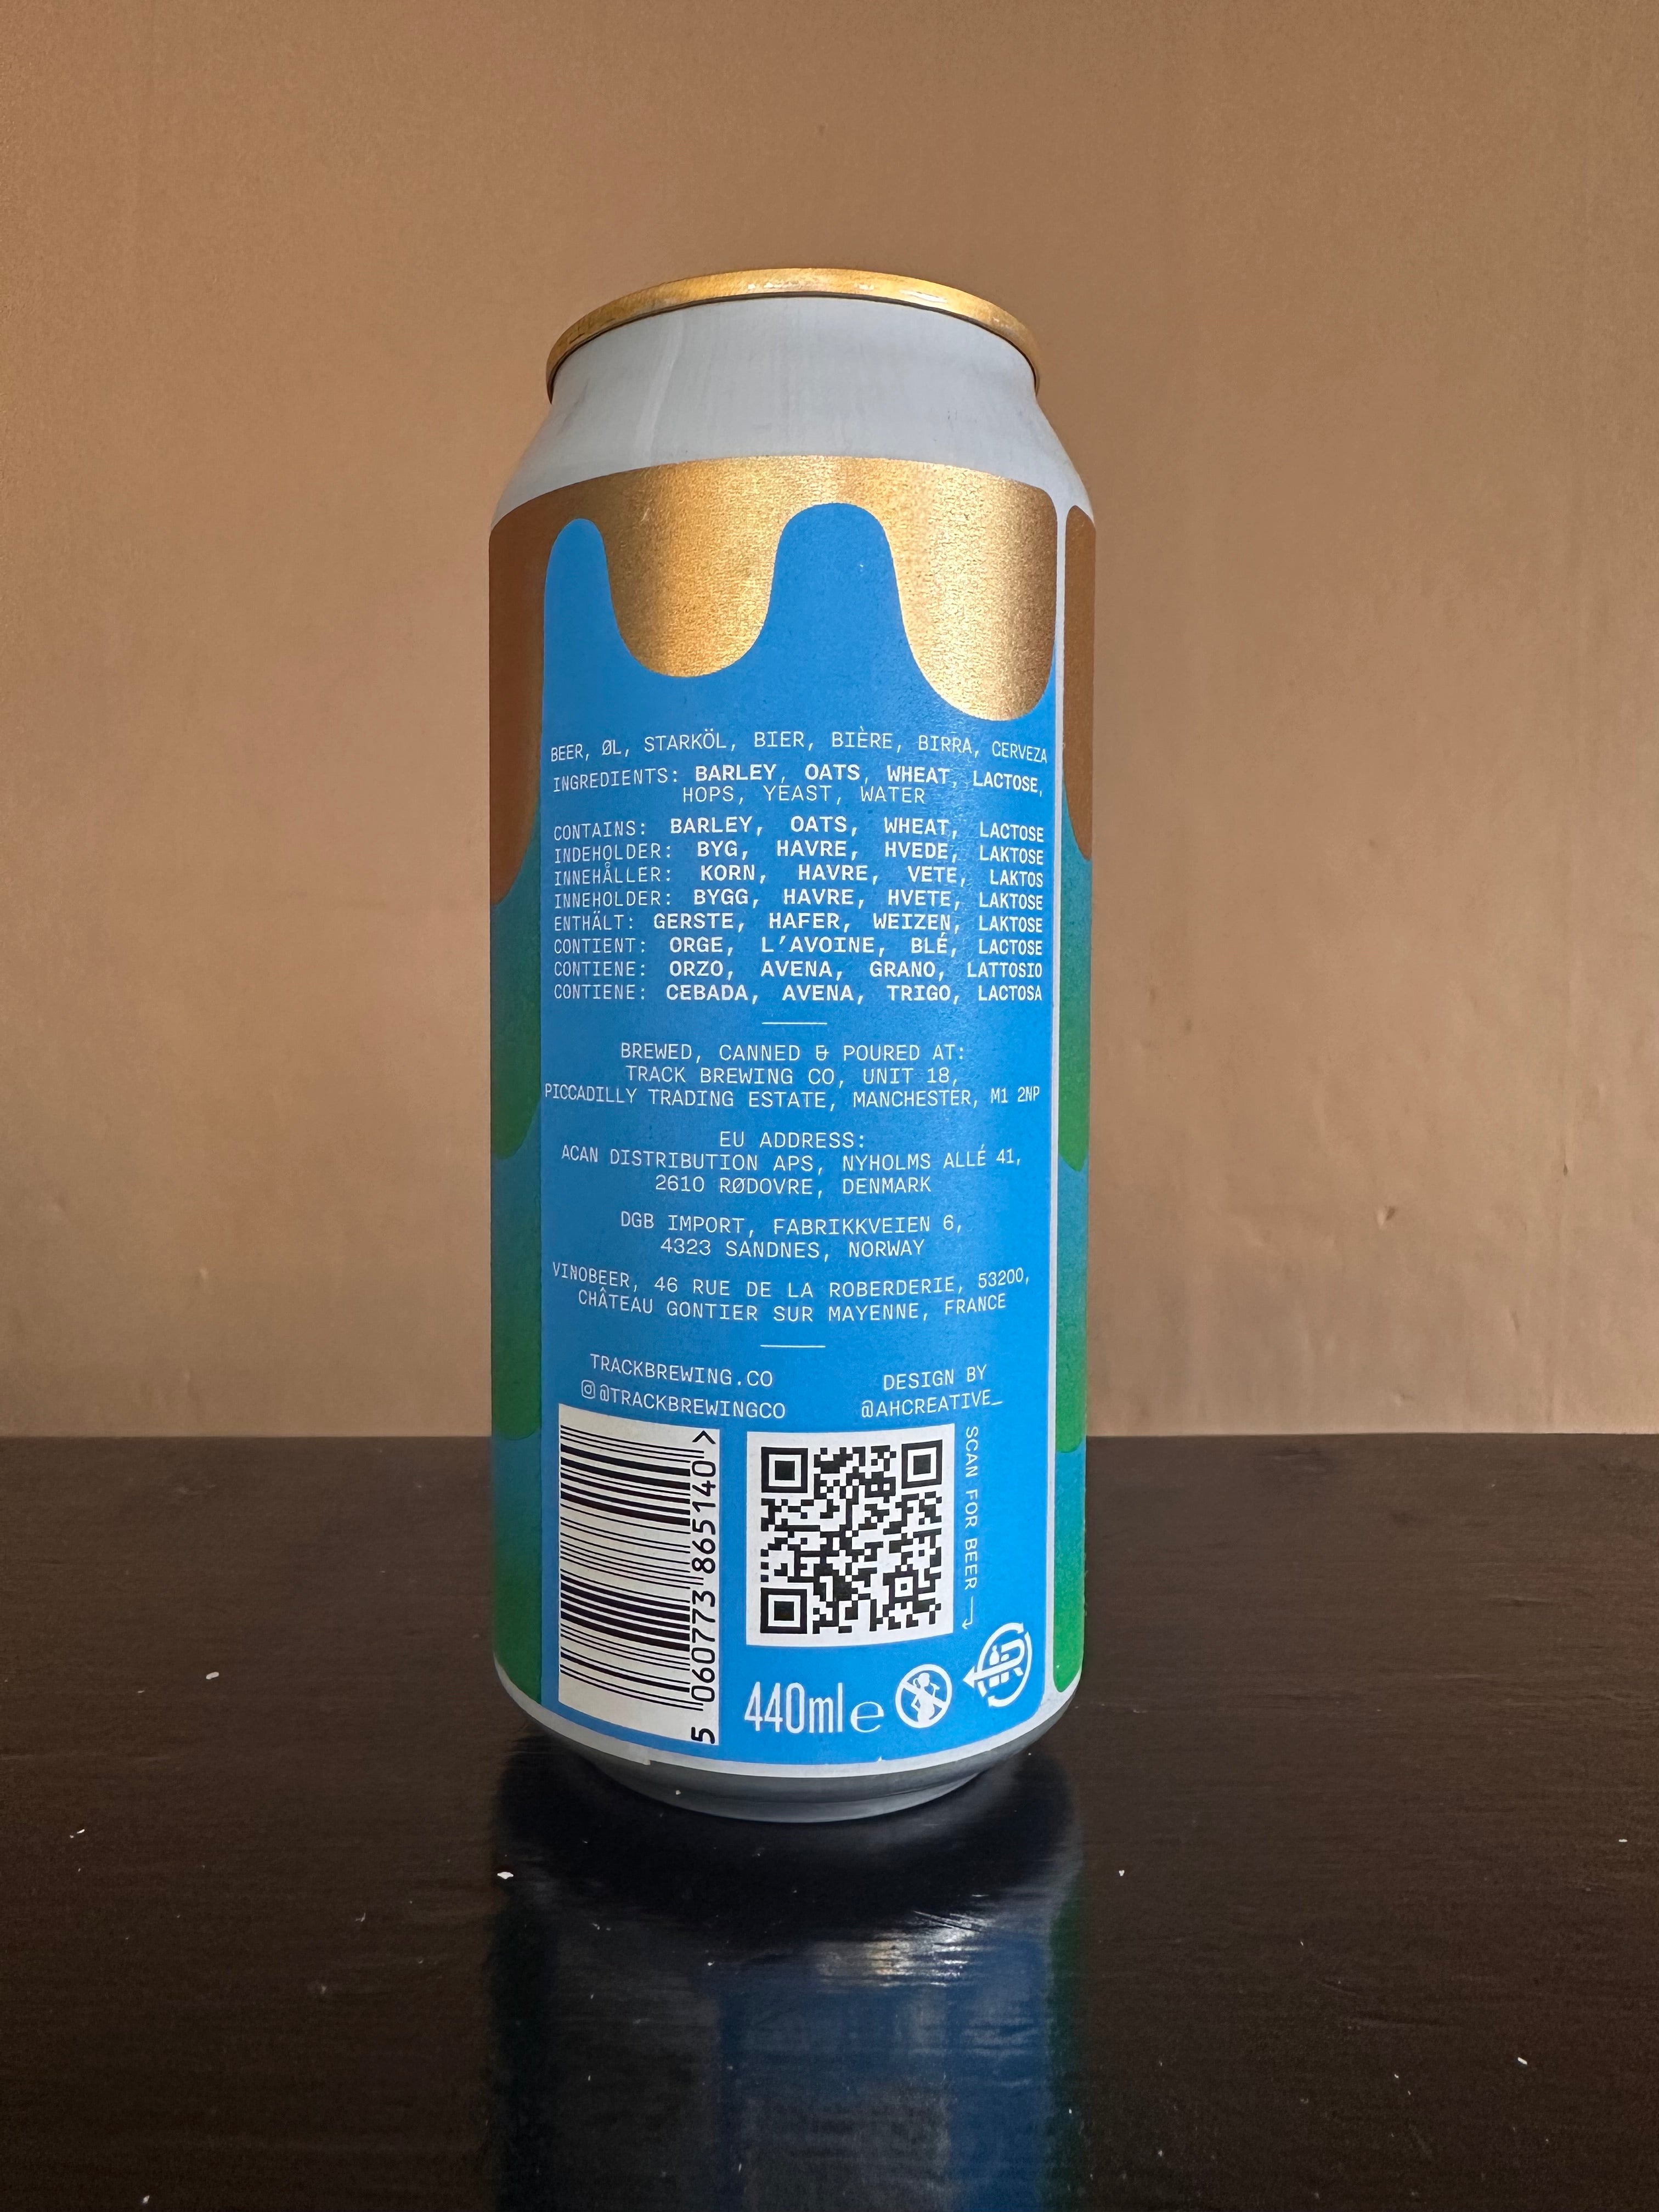 BEER, ØL, STARKÖL, BIER, BIÈRE, BIRRA, CERVEZA
INGREDIENTS: BARLEY, OATS, WHEAT, LACTOSE,
HOPS, YEAST, WATER
CONTAINS: BARLEY, OATS, WHEAT, LACTOSE
INDEHOLDER: BYG, HAVRE, HVEDE, LAKTOSE
INNEHÅLLER: KORN, HAVRE, VETE, LAKTOS
INNEHOLDER: BYGG, HAVRE, HVETE, LAKTOSE
ENTHÄLT: GERSTE, HAFER, WEIZEN, LAKTOSE
CONTIENT: ORGE, L'AVOINE, BLÉ, LACTOSE
CONTIENE: ORZO, AVENA, GRANO, LATTOSIO
CONTIENE: CEBADA, AVENA, TRIGO, LACTOSA
BREWED, CANNED & POURED AT:
TRACK BREWING CO, UNIT 18,
PICCADILLY TRADING ESTATE, MANCHESTER, M1 2NP
EU ADDRESS:
ACAN DISTRIBUTION APS, NYHOLMS ALLÉ 41,
2610 RØDOVRE, DENMARK
DGB IMPORT, FABRIKKVEIEN 6,
4323 SANDNES, NORWAY
VINOBEER, 46 RUE DE LA ROBERDERIE, 53200,
CHÂTEAU GONTIER SUR MAYENNE, FRANCE
TRACKBREWING.CO
@TRACKBREWINGCO
DESIGN BY
@AHCREATIVE_
5 060773 865140 >
SCAN FOR BEER
440ml e